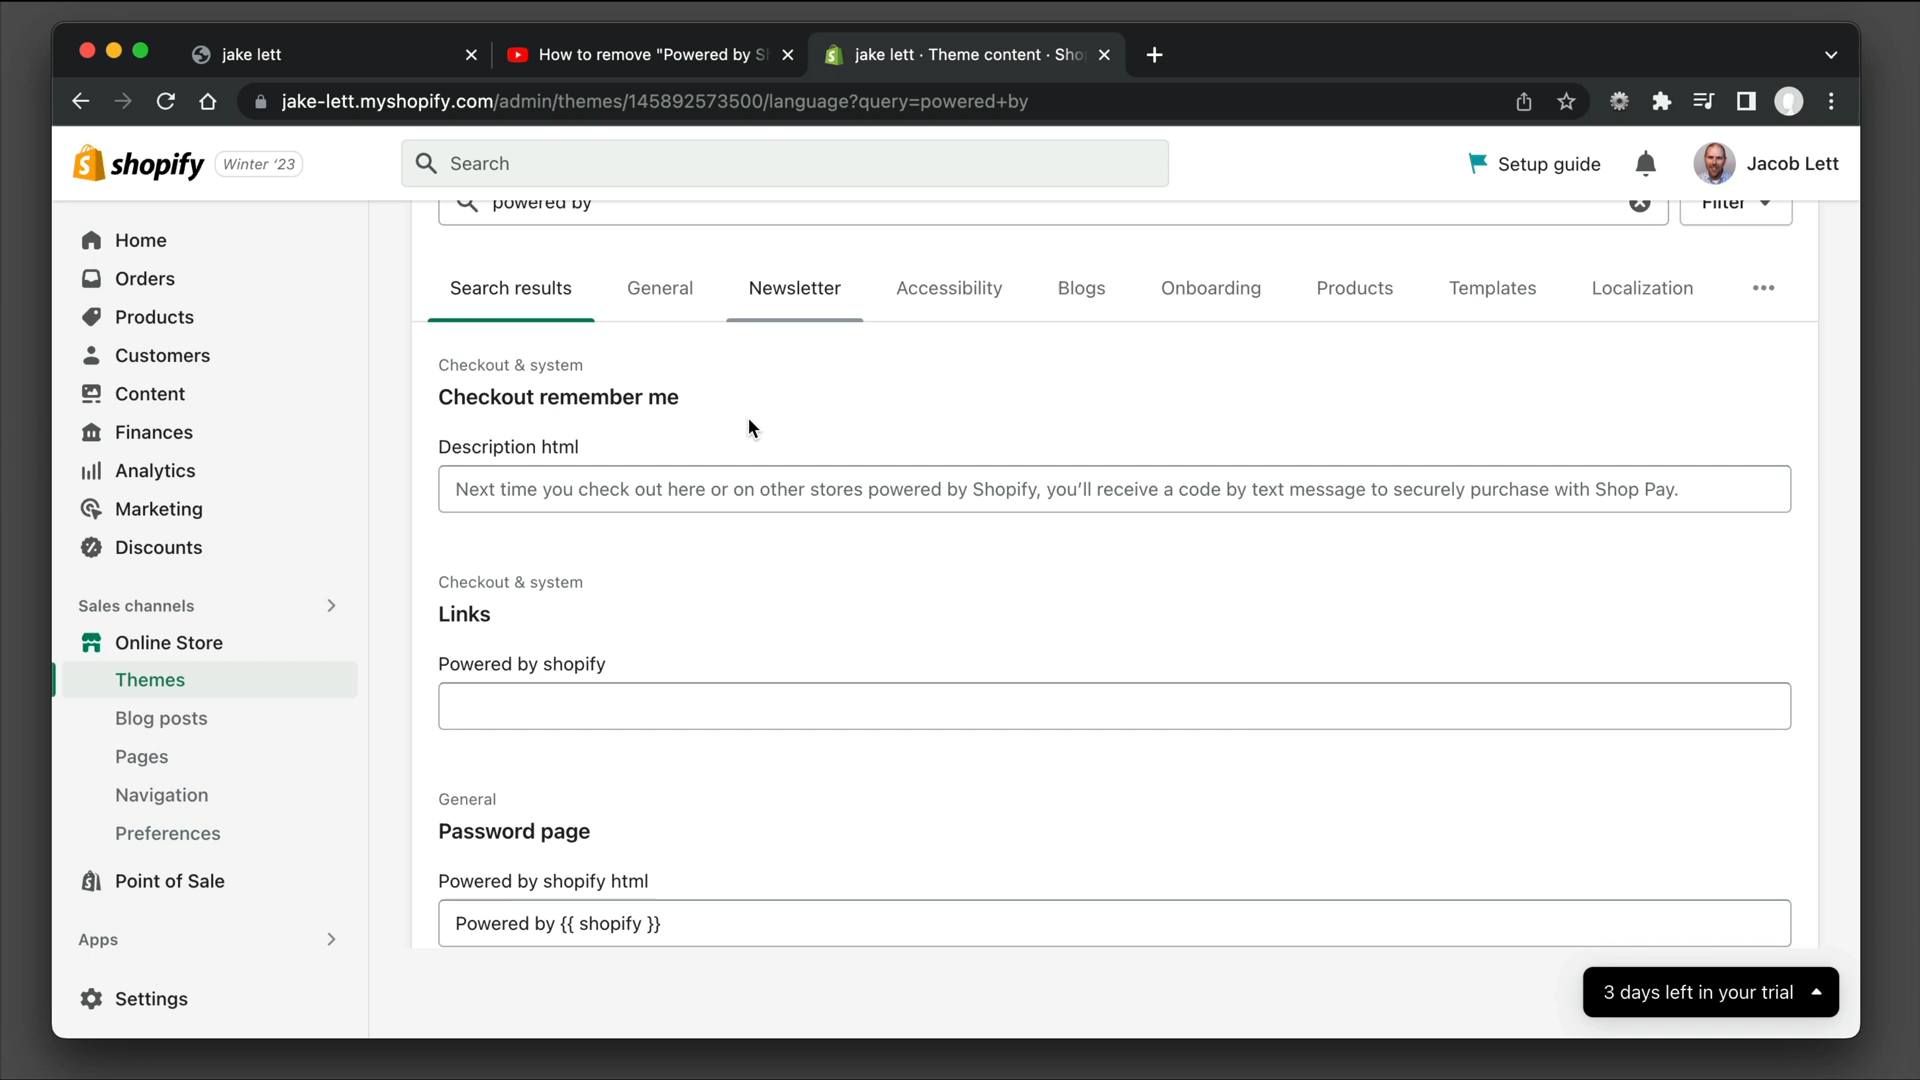 jake lett
How to remove "Powered by S
jake lett · Theme content · Sho
jake-lett.myshopify.com/admin/themes/145892573500/language?query=powered+by
shopify
Winter ‘23
Search
Setup guide
Jacob Lett
Home
Orders
Products
Customers
Content
Finances
Analytics
Marketing
Discounts
Sales channels
Online Store
Themes
Blog posts
Pages
Navigation
Preferences
Point of Sale
Apps
Settings
powered by
Filter
Search results
General
Newsletter
Accessibility
Blogs
Onboarding
Products
Templates
Localization
Checkout & system
Checkout remember me
Description html
Next time you check out here or on other stores powered by Shopify, you’ll receive a code by text message to securely purchase with Shop Pay.
Checkout & system
Links
Powered by shopify
General
Password page
Powered by shopify html
Powered by {{ shopify }}
3 days left in your trial